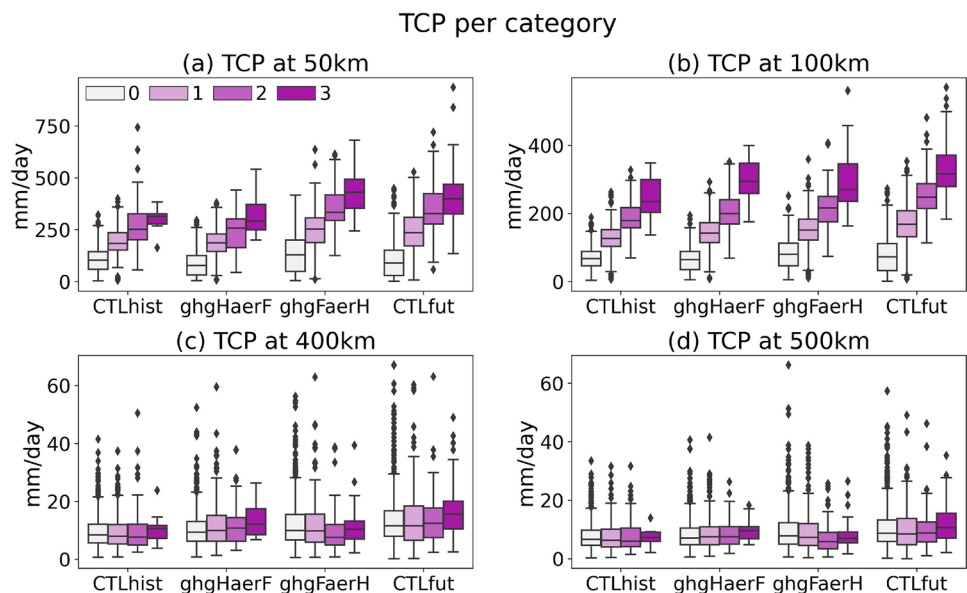 TCP per category
(a) TCP at 50km
(b) TCP at 100km
0 1 2 3
mm/day
750
500
250
0
CTLhist ghgHaerF ghgFaerH CTLfut
mm/day
400
200
0
CTLhist ghgHaerF ghgFaerH CTLfut
(c) TCP at 400km
(d) TCP at 500km
mm/day
60
40
20
0
CTLhist ghgHaerF ghgFaerH CTLfut
mm/day
60
40
20
0
CTLhist ghgHaerF ghgFaerH CTLfut